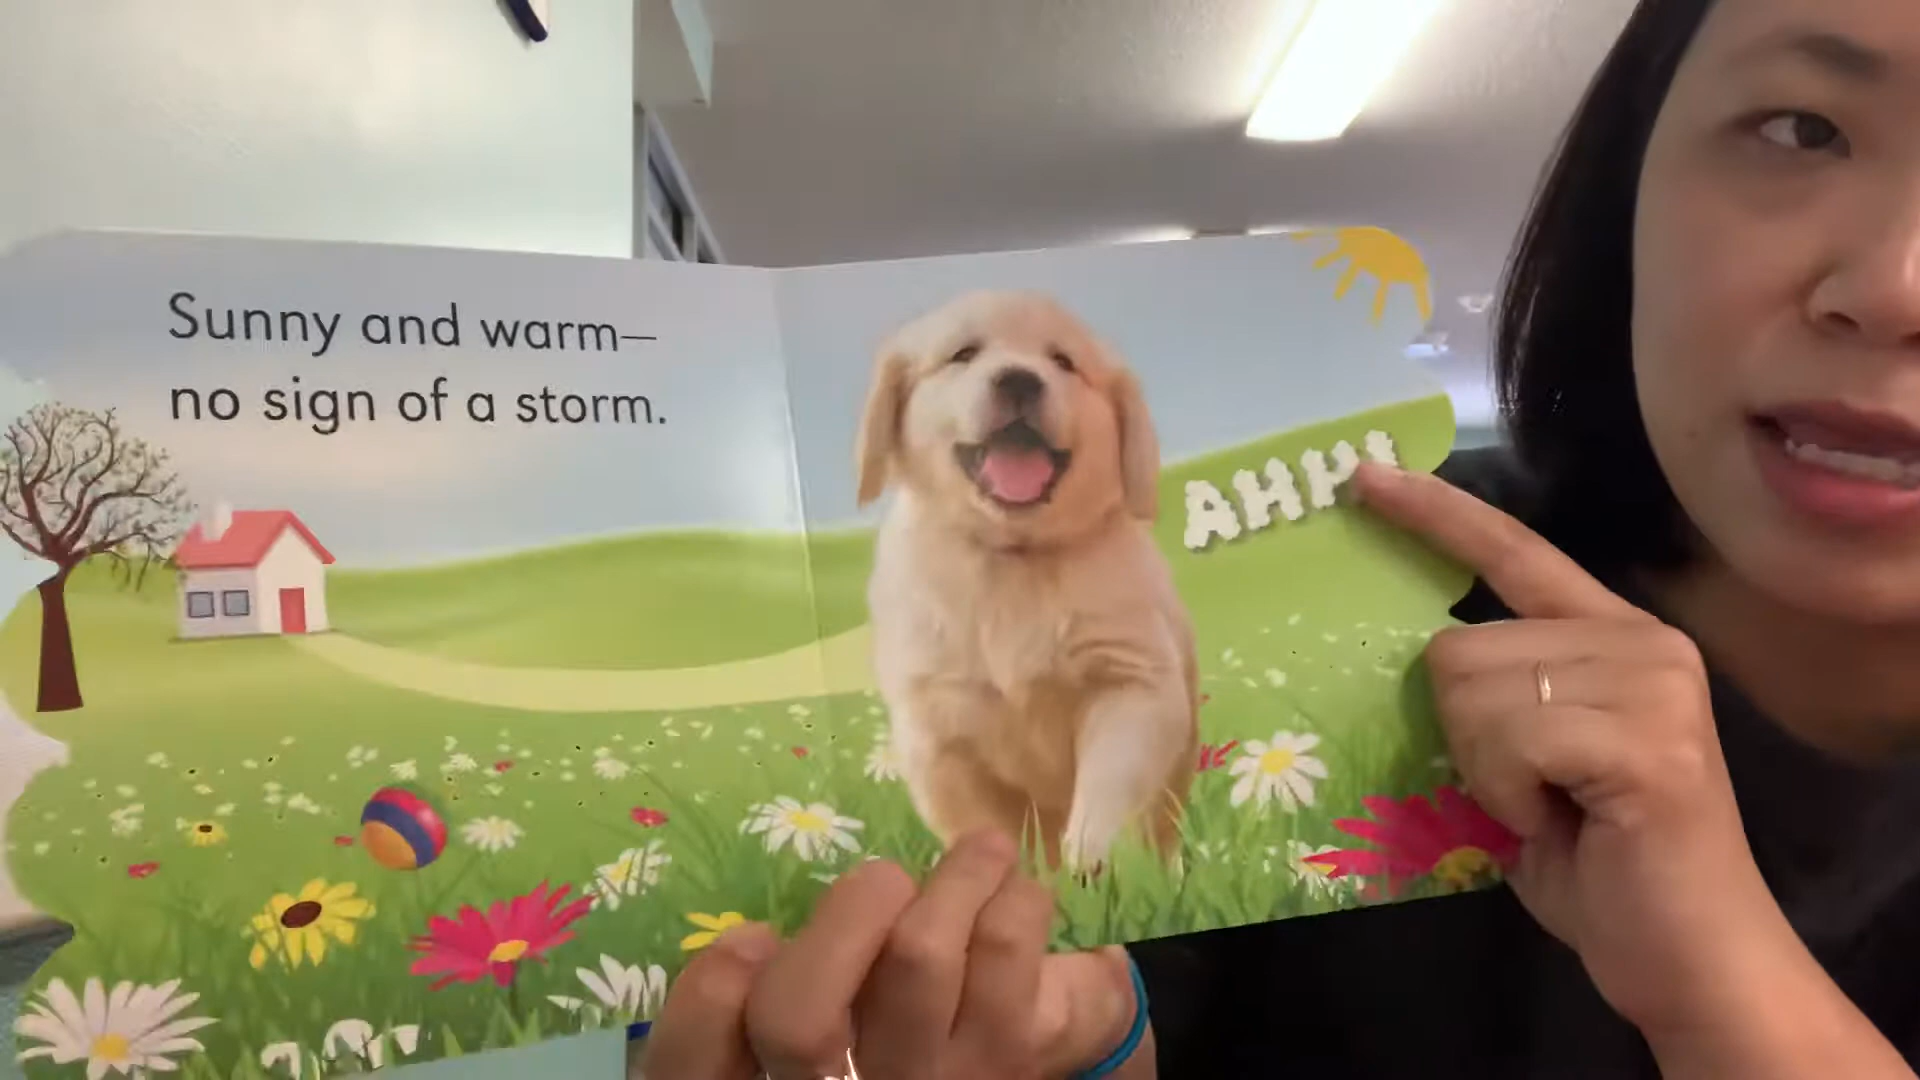 Sunny and warm—
no sign of a storm.
AHH!